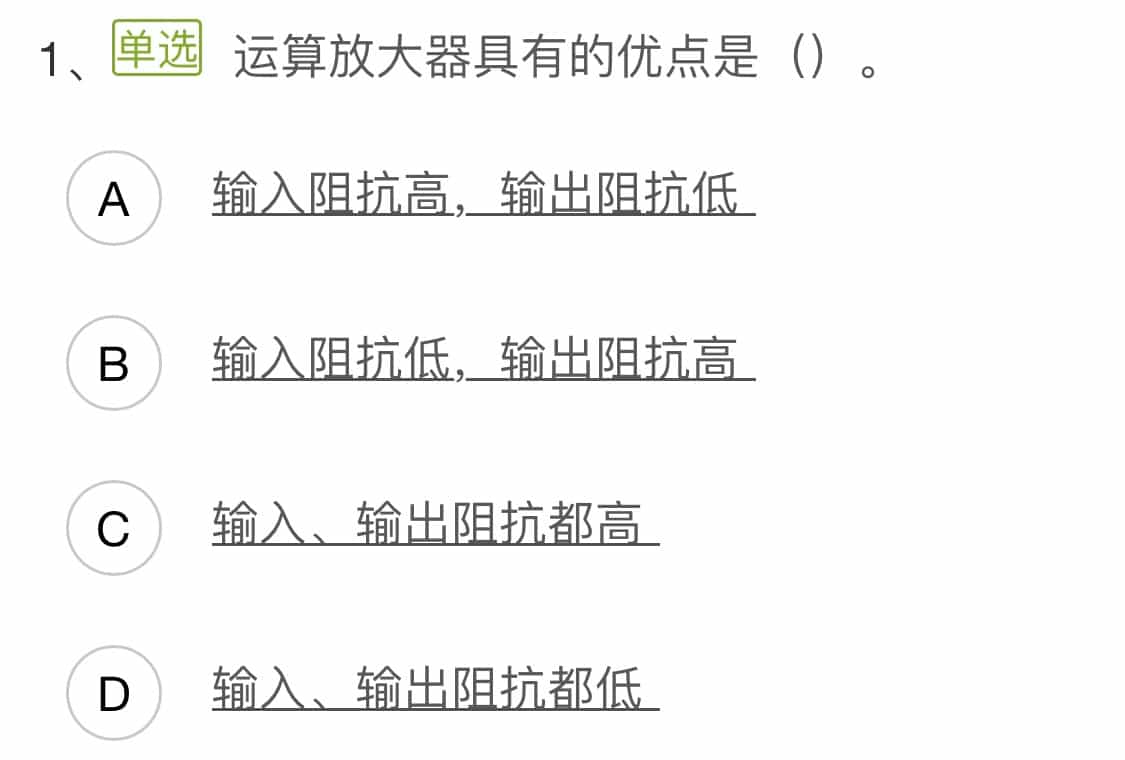 1、单选 运算放大器具有的优点是（）。
A 输入阻抗高，输出阻抗低
B 输入阻抗低，输出阻抗高
C 输入、输出阻抗都高
D 输入、输出阻抗都低